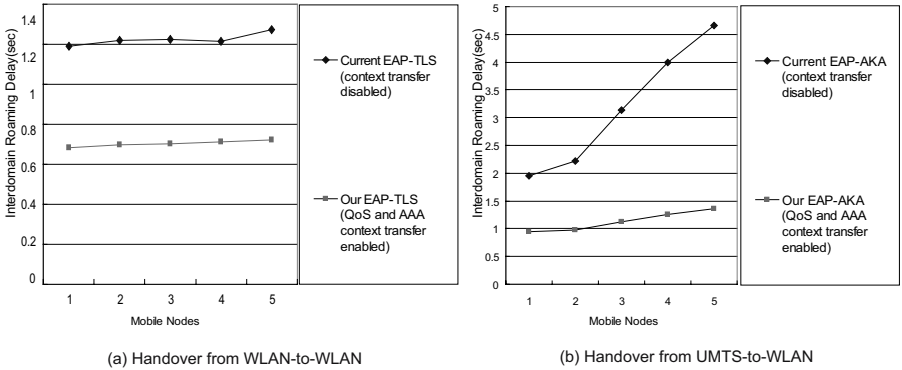 Interdomain Roaming Delay(sec)
1.4
1.2
1
0.8
0.6
0.4
0.2
0
1 2 3 4 5
Mobile Nodes
Current EAP-TLS
(context transfer
disabled)
Our EAP-TLS
(QoS and AAA
context transfer
enabled)
(a) Handover from WLAN-to-WLAN
Interdomain Roaming Delay(sec)
5
4.5
4
3.5
3
2.5
2
1.5
1
0.5
0
1 2 3 4 5
Mobile Nodes
Current EAP-AKA
(context transfer
disabled)
Our EAP-AKA
(QoS and AAA
context transfer
enabled)
(b) Handover from UMTS-to-WLAN